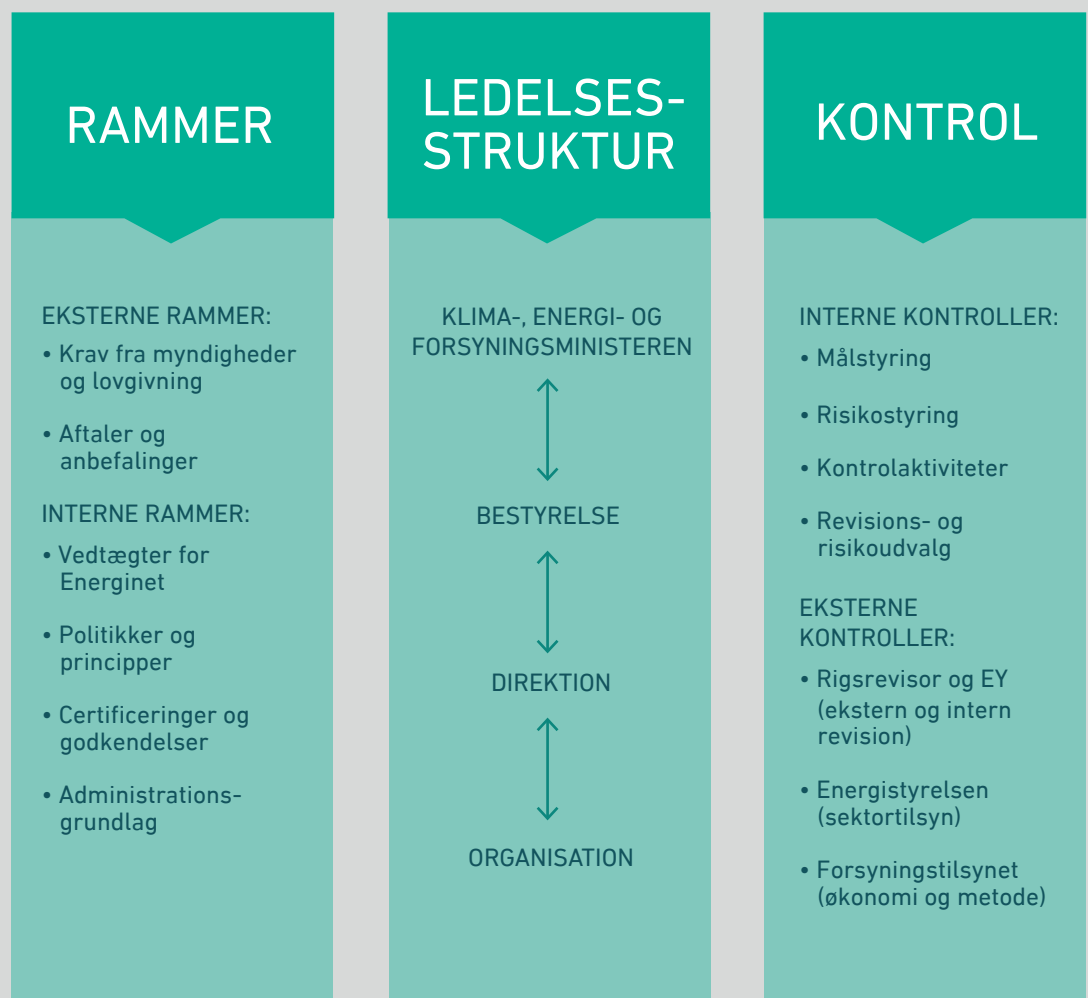 RAMMER
EKSTERNE RAMMER:
• Krav fra myndigheder
og lovgivning
• Aftaler og
anbefalinger
INTERNE RAMMER:
• Vedtægter for
Energinet
• Politikker og
principper
• Certificeringer og
godkendelser
• Administrations-
grundlag
LEDELSES-
STRUKTUR
KLIMA-, ENERGI- OG
FORSYNINGSMINISTEREN
BESTYRELSE
DIREKTION
ORGANISATION
KONTROL
INTERNE KONTROLLER:
• Målstyring
• Risikostyring
• Kontrolaktiviteter
• Revisions- og
risikoudvalg
EKSTERNE
KONTROLLER:
• Rigsrevisor og EY
(ekstern og intern
revision)
• Energistyrelsen
(sektortilsyn)
• Forsyningstilsynet
(økonomi og metode)